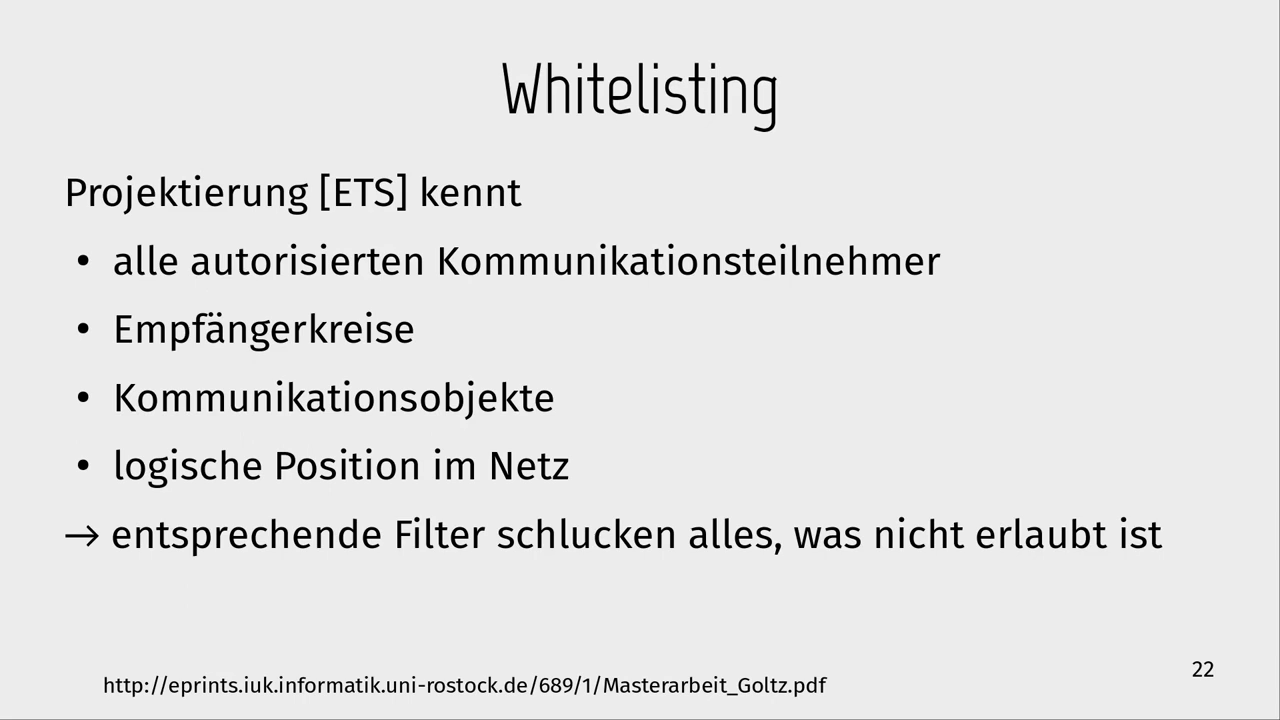 Whitelisting
Projektierung [ETS] kennt
• alle autorisierten Kommunikationsteilnehmer
• Empfängerkreise
• Kommunikationsobjekte
• logische Position im Netz
→ entsprechende Filter schlucken alles, was nicht erlaubt ist
22
http://eprints.iuk.informatik.uni-rostock.de/689/1/Masterarbeit_Goltz.pdf